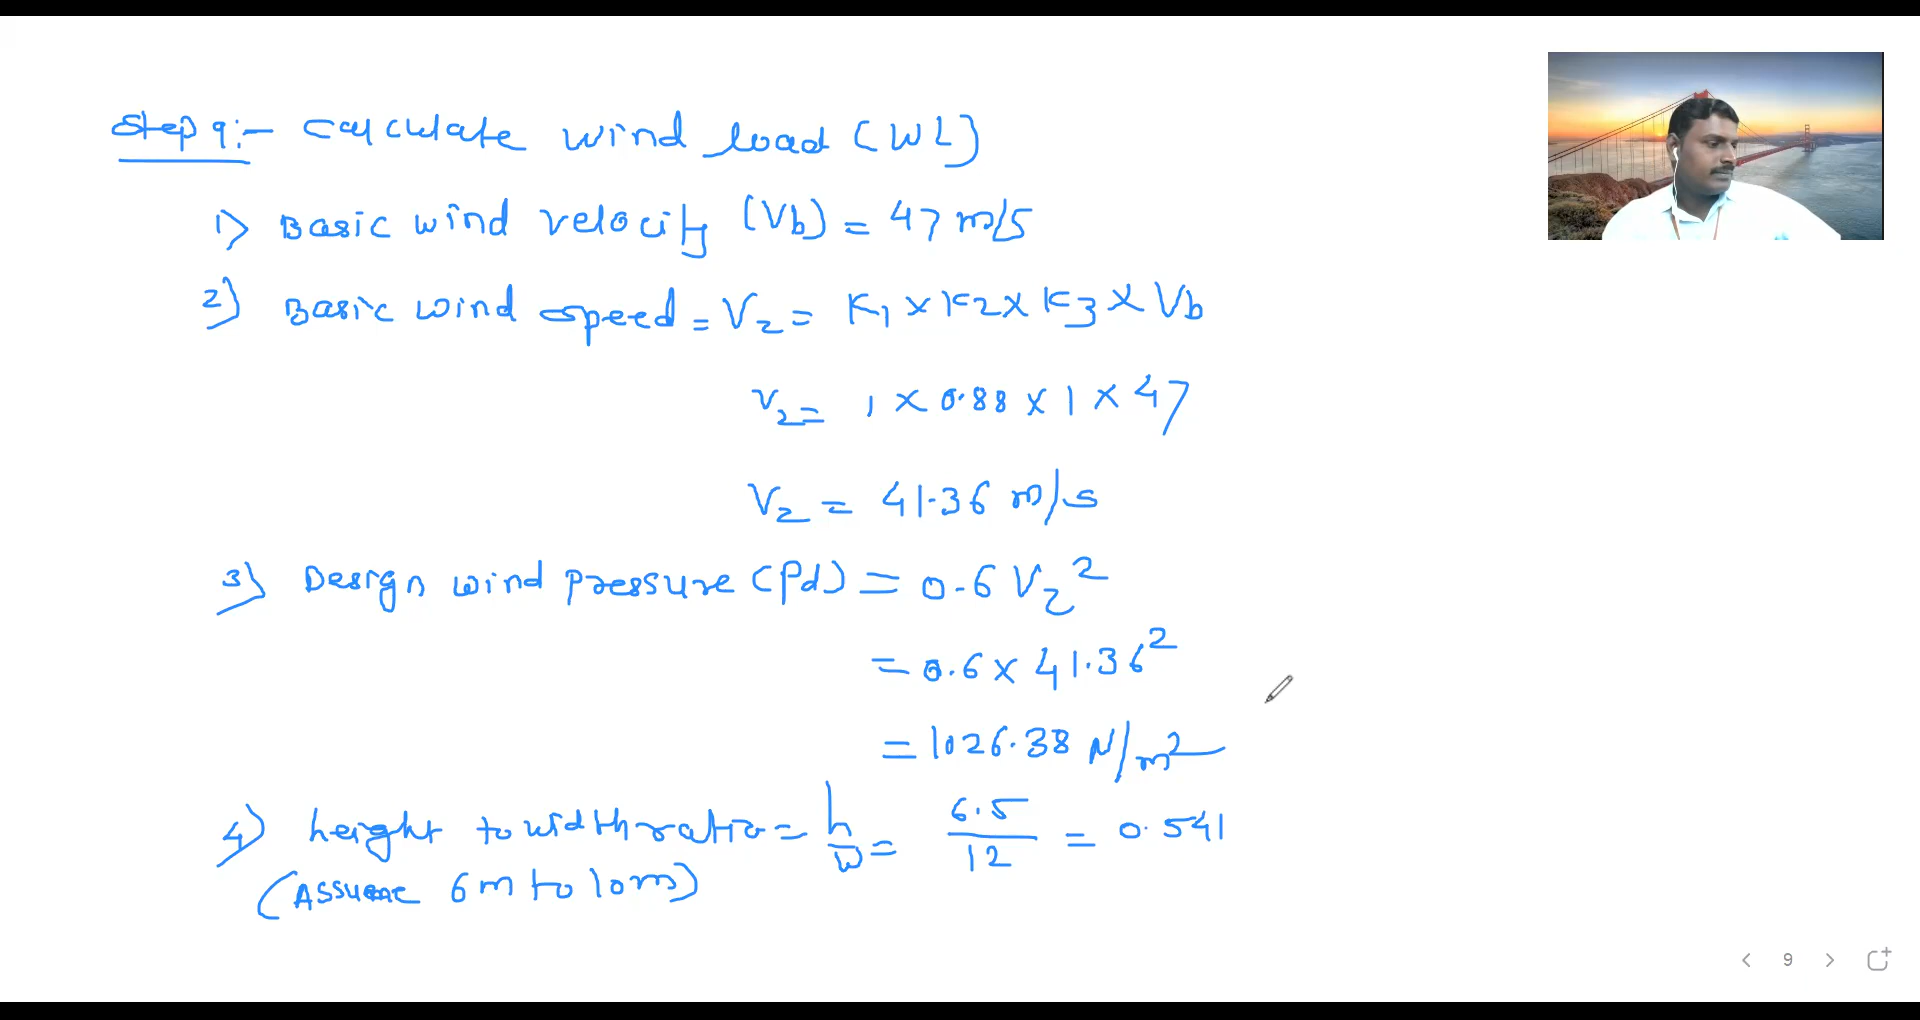 Step 9:- Calculate wind load (WL)
1) Basic wind velocity (Vb) = 47 m/s
2) Basic wind speed = Vz = K1 × K2 × K3 × Vb
Vz = 1 × 0.88 × 1 × 47
Vz = 41.36 m/s
3) Design wind pressure (Pd) = 0.6 Vz²
= 0.6 × 41.36²
= 1026.38 N/m²
4) height to width ratio = h/w = 6.5/12 = 0.541
(Assume 6m to 10m)
9